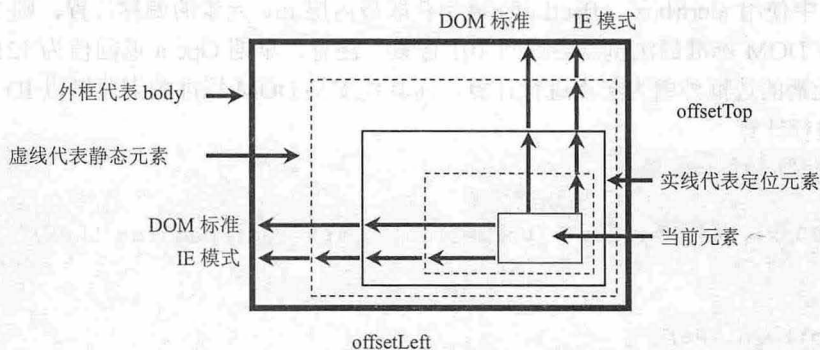 DOM 标准
IE 模式
外框代表 body
offsetTop
虚线代表静态元素
实线代表定位元素
DOM 标准
当前元素
IE 模式
offsetLeft